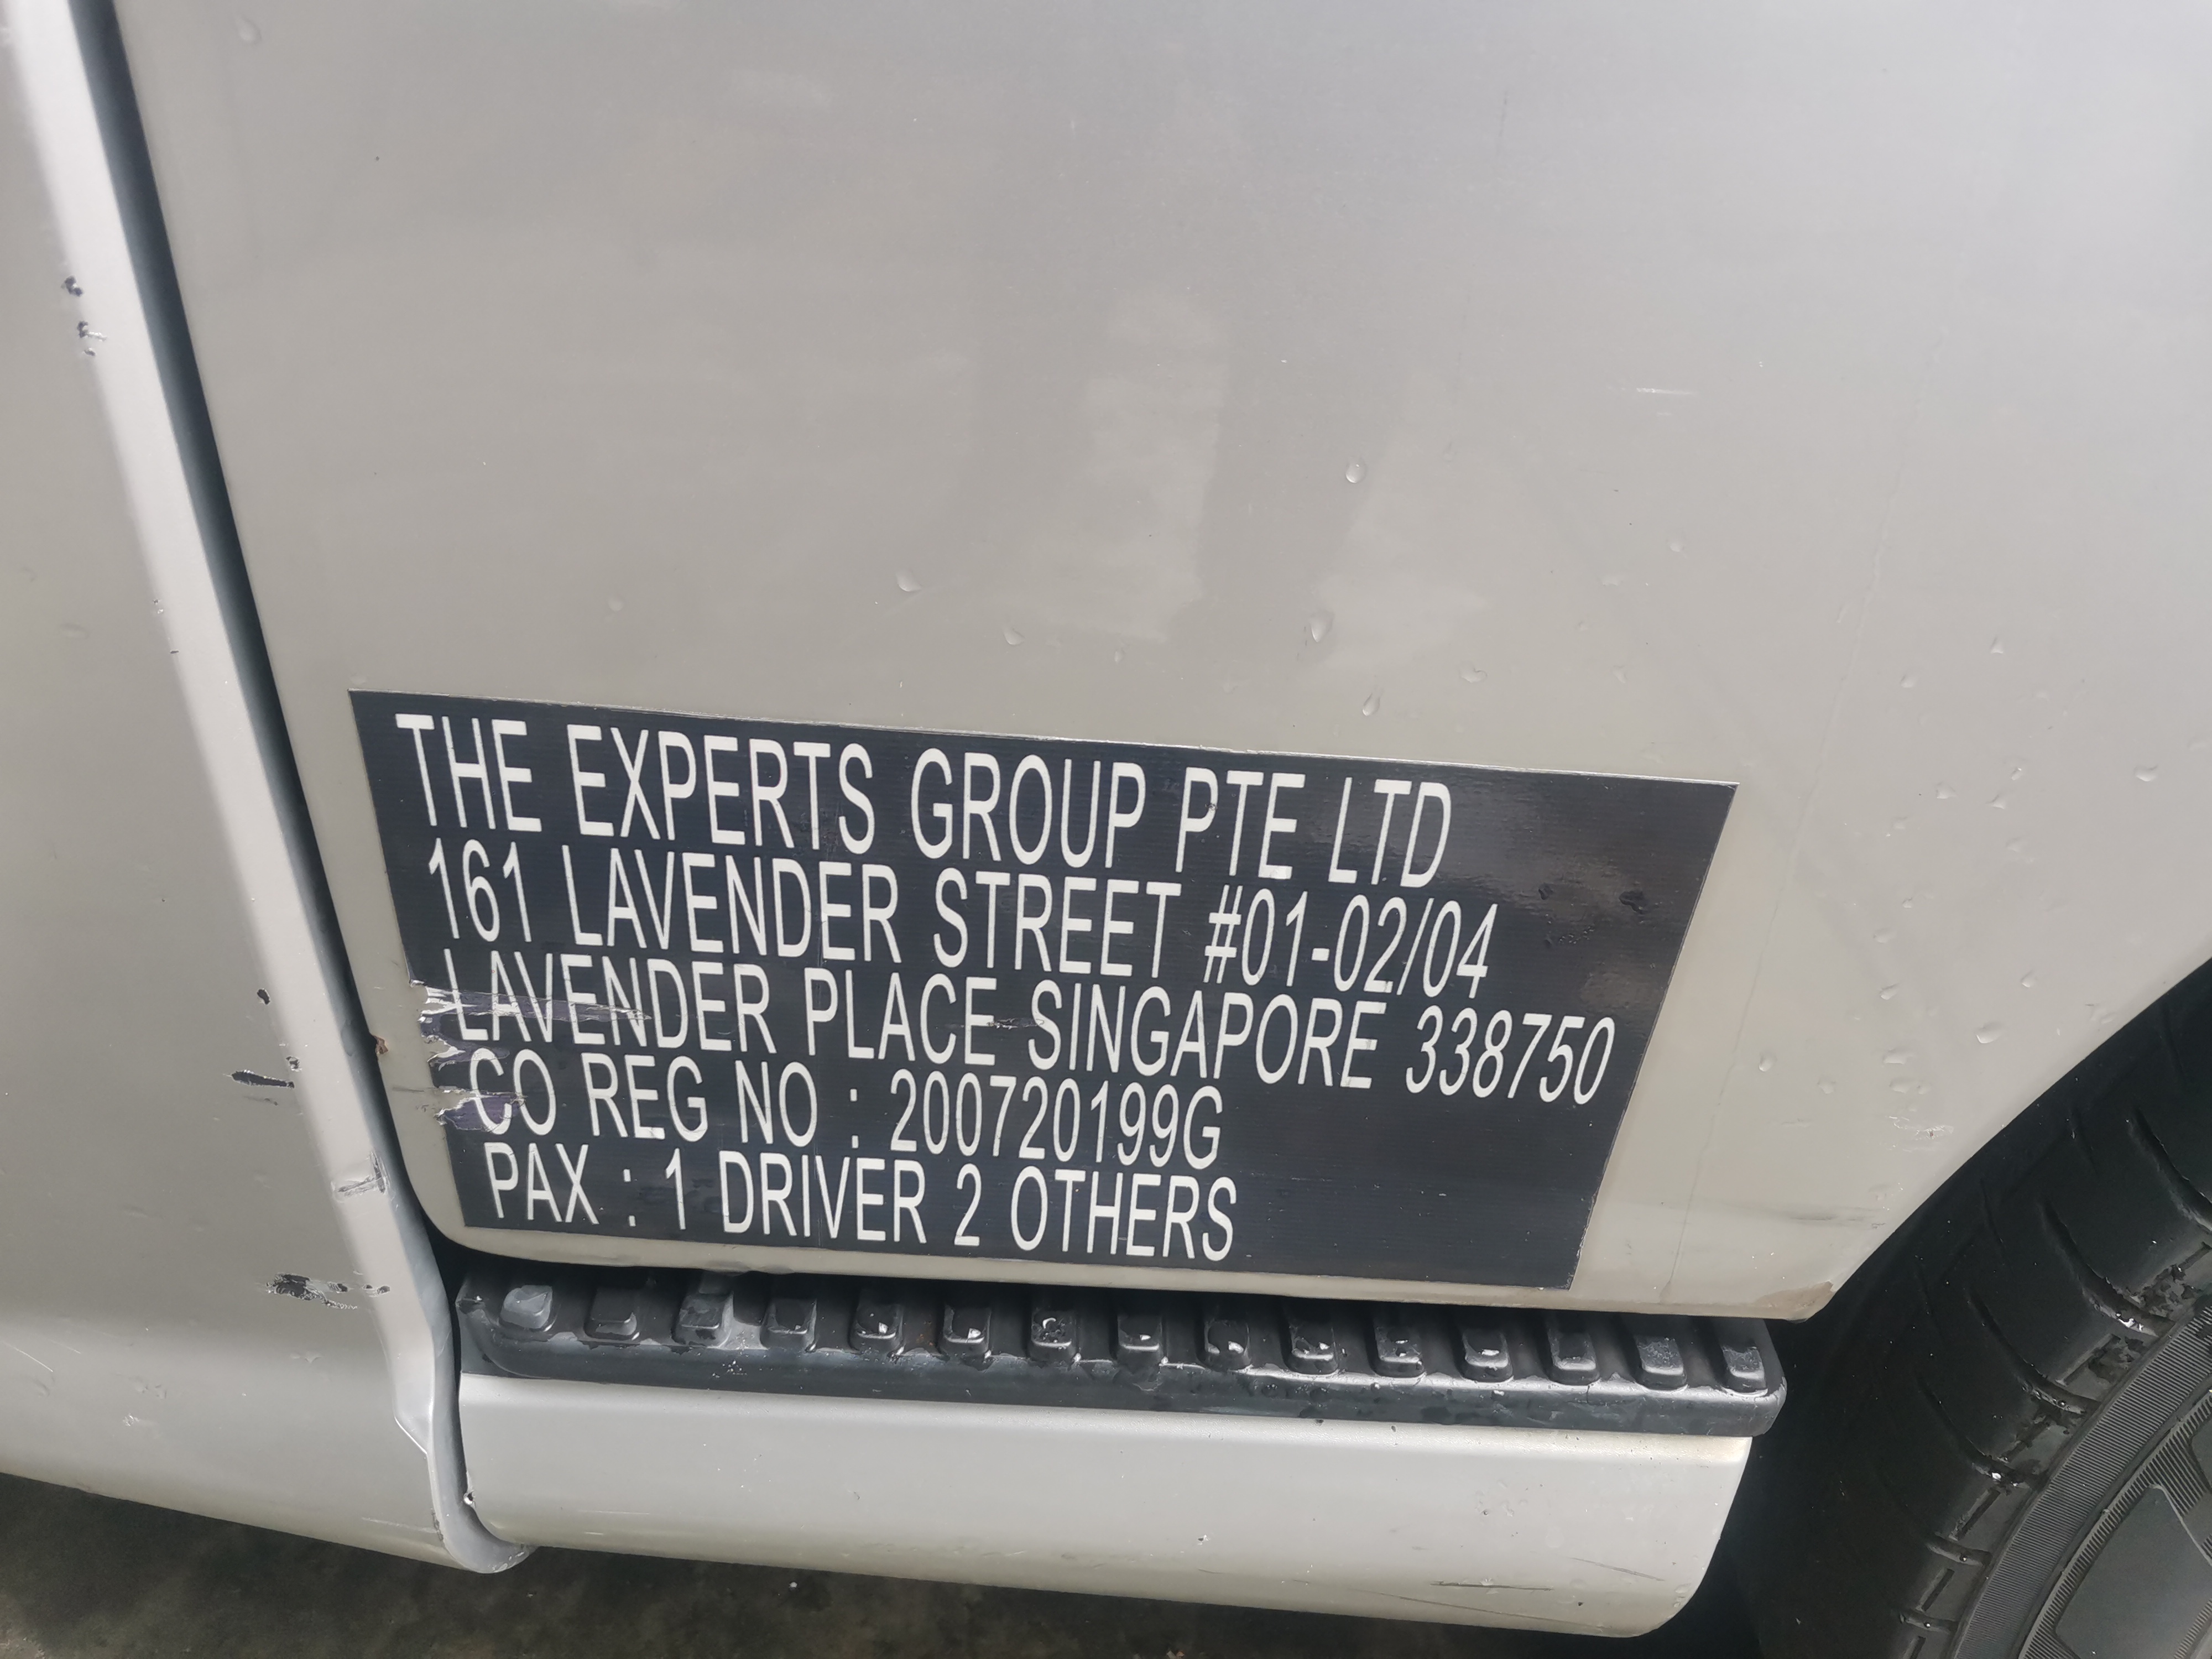 THE EXPERTS GROUP PTE LTD
161 LAVENDER STREET #01-02/04
LAVENDER PLACE SINGAPORE 338750
CO REG NO : 200720199G
PAX : 1 DRIVER 2 OTHERS